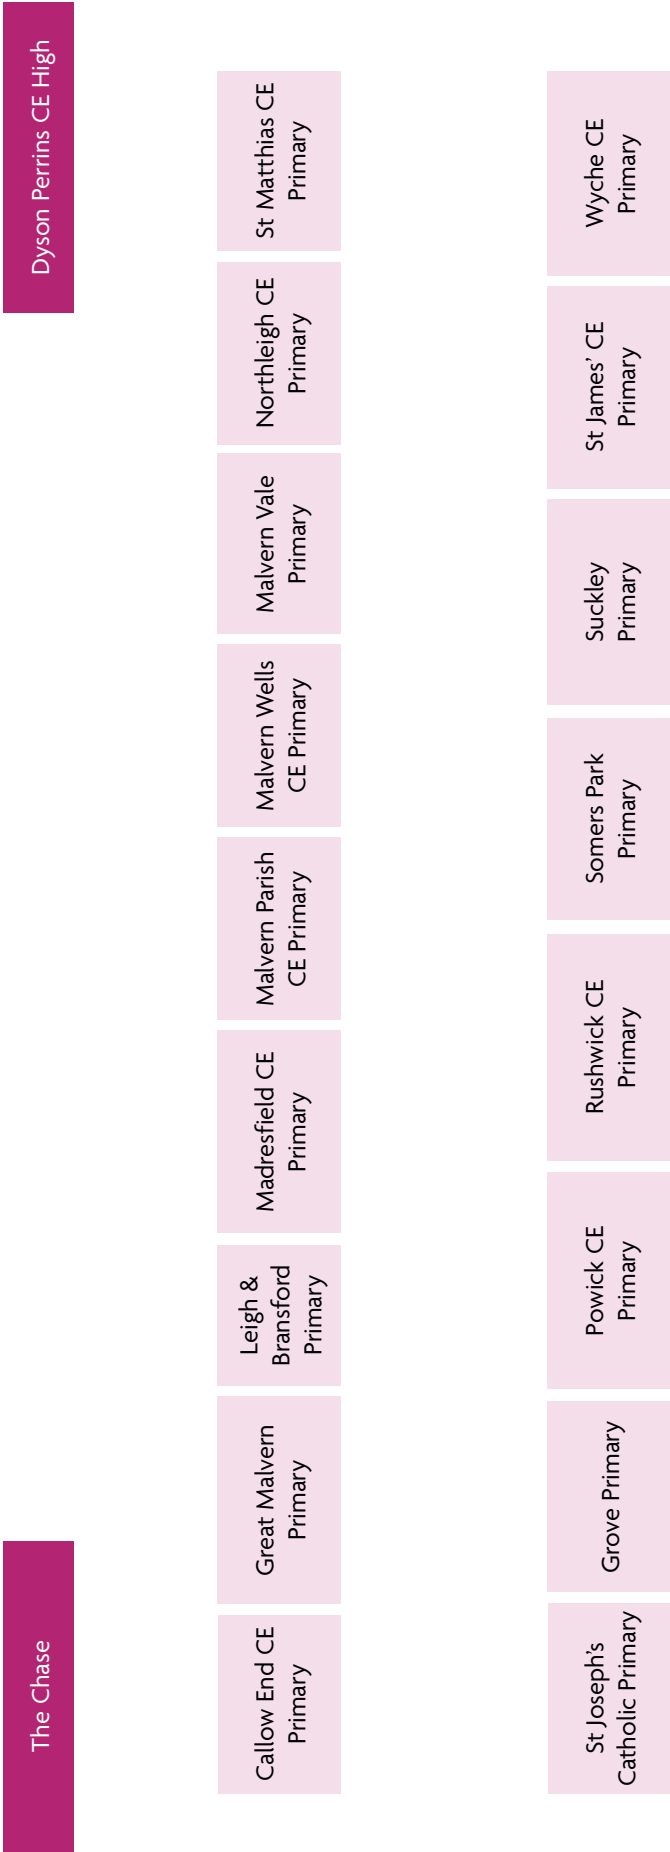 The Chase
Dyson Perrins CE High
Callow End CE
Primary
Great Malvern
Primary
Leigh &
Bransford
Primary
Madresfield CE
Primary
Malvern Parish
CE Primary
Malvern Wells
CE Primary
Malvern Vale
Primary
Northleigh CE
Primary
St Matthias CE
Primary
St Joseph's
Catholic Primary
Grove Primary
Powick CE
Primary
Rushwick CE
Primary
Somers Park
Primary
Suckley
Primary
St James’ CE
Primary
Wyche CE
Primary